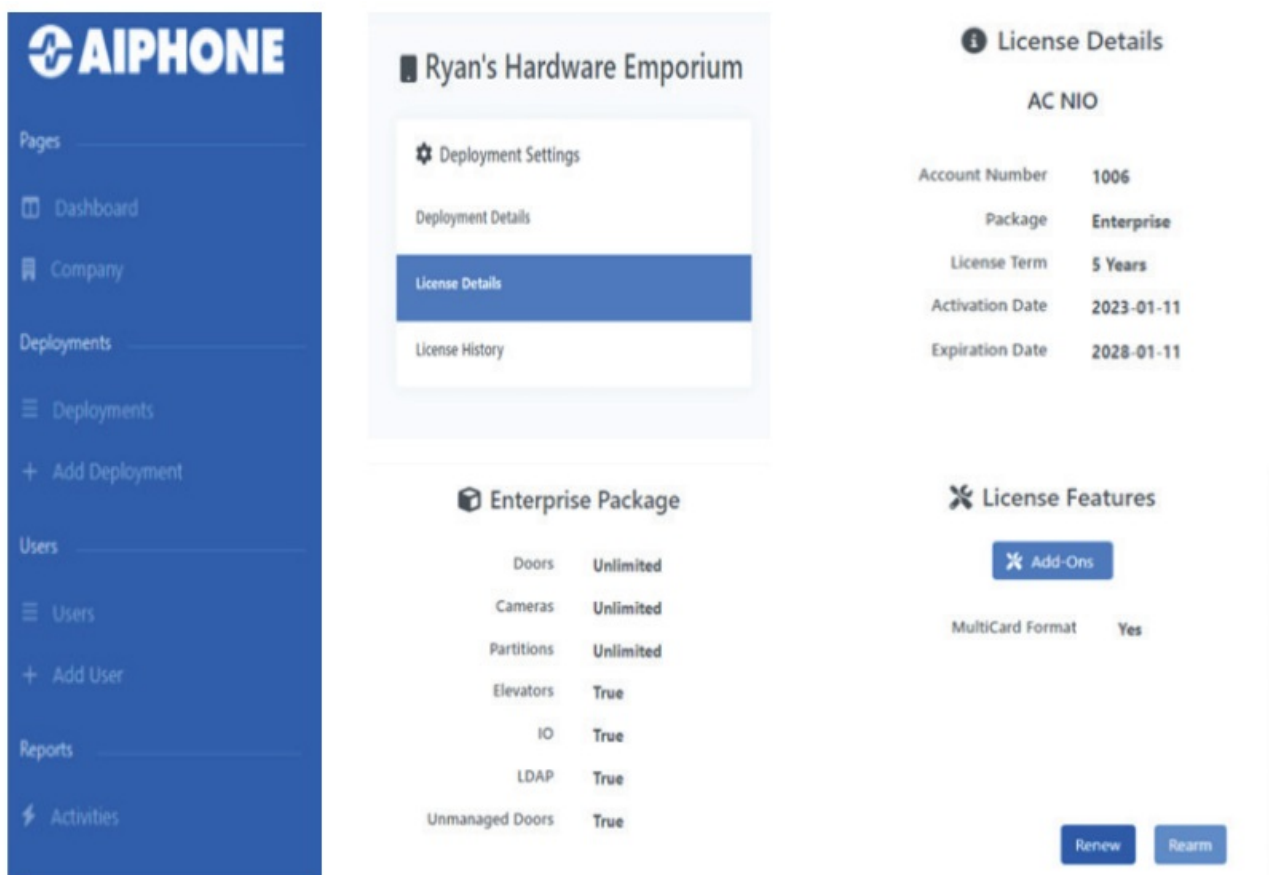 AIPHONE
Pages
Dashboard
Company
Deployments
Deployments
+ Add Deployment
Users
Users
+ Add User
Reports
Activities
Ryan's Hardware Emporium
Deployment Settings
Deployment Details
License Details
License History
License Details
AC NIO
Account Number 1006
Package Enterprise
License Term 5 Years
Activation Date 2023-01-11
Expiration Date 2028-01-11
Enterprise Package
Doors Unlimited
Cameras Unlimited
Partitions Unlimited
Elevators True
IO True
LDAP True
Unmanaged Doors True
License Features
Add-Ons
MultiCard Format Yes
Renew Rearm